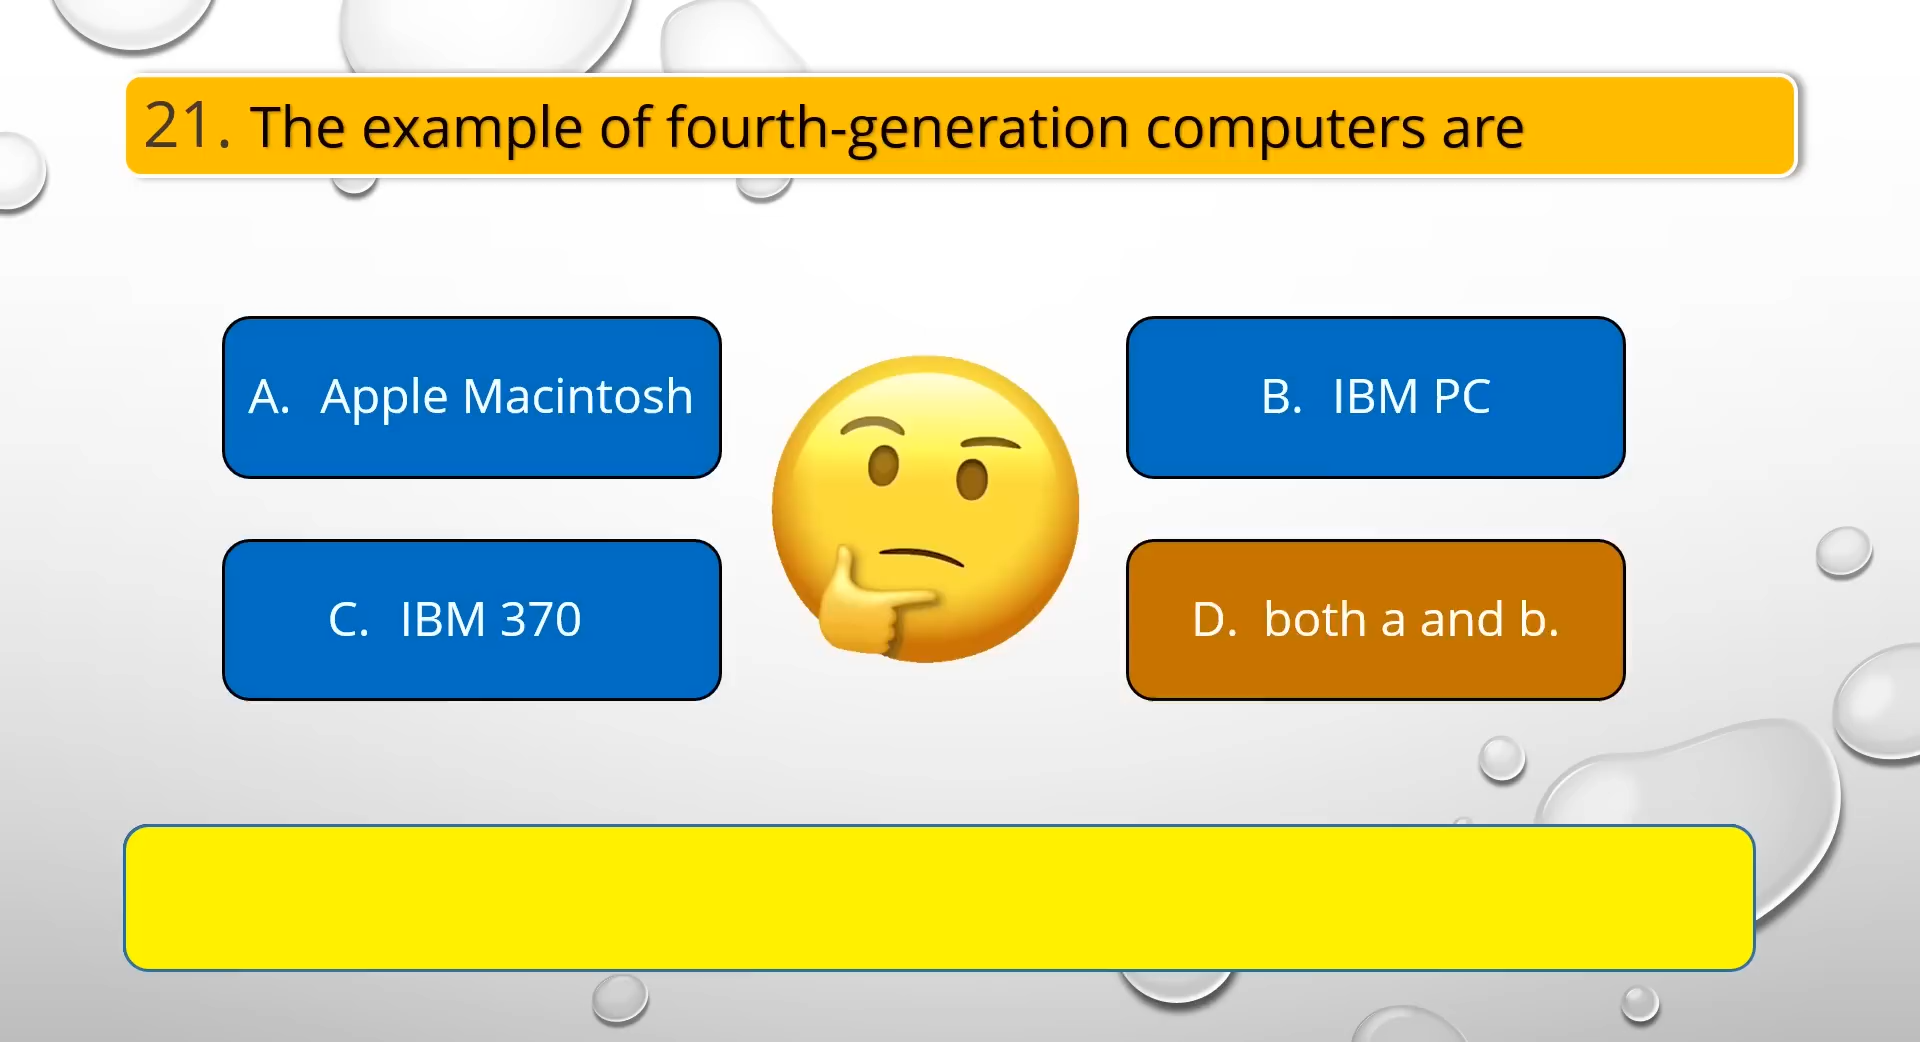 21. The example of fourth-generation computers are
A. Apple Macintosh
B. IBM PC
C. IBM 370
D. both a and b.